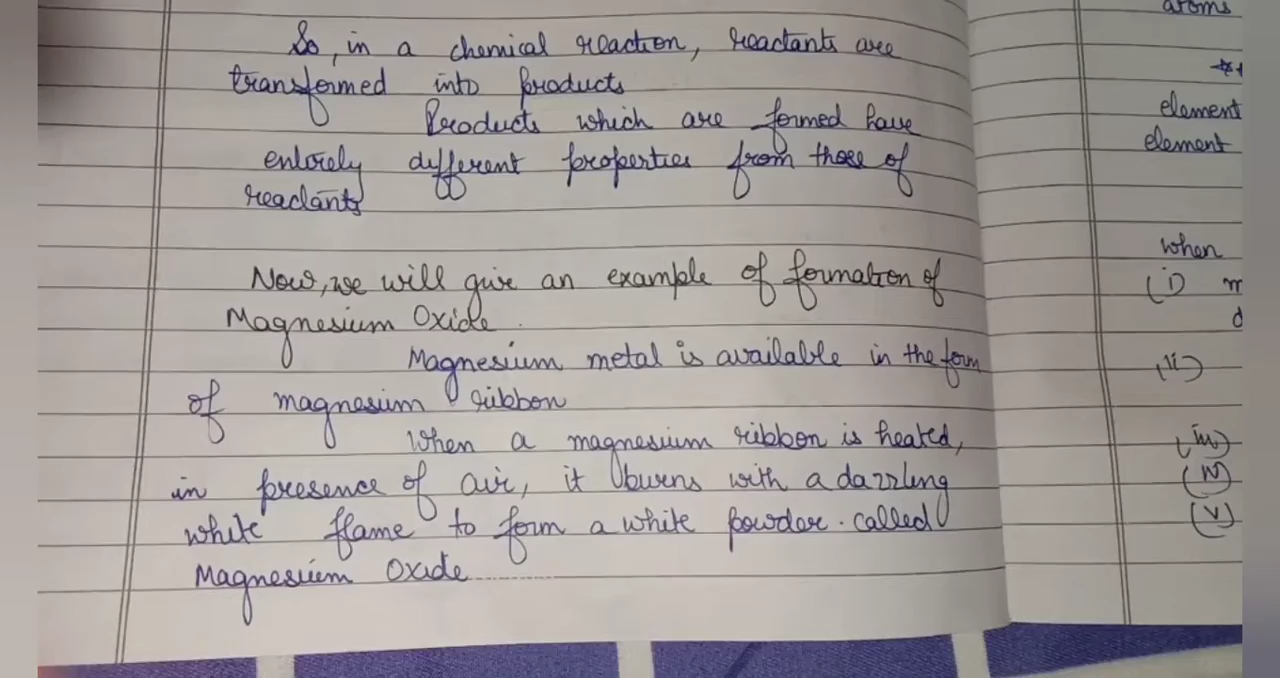 So, in a chemical reaction, reactants are
transformed into products
Products which are formed have
entirely different properties from those of
reactants
Now, we will give an example of formation of
Magnesium Oxide.
Magnesium metal is available in the form
of magnesium ribbon
When a magnesium ribbon is heated,
in presence of air, it burns with a dazzling
white flame to form a white powder. called
Magnesium Oxide
atoms
element
element
when
(i) m
d
(ii)
(iii)
(iv)
(v)